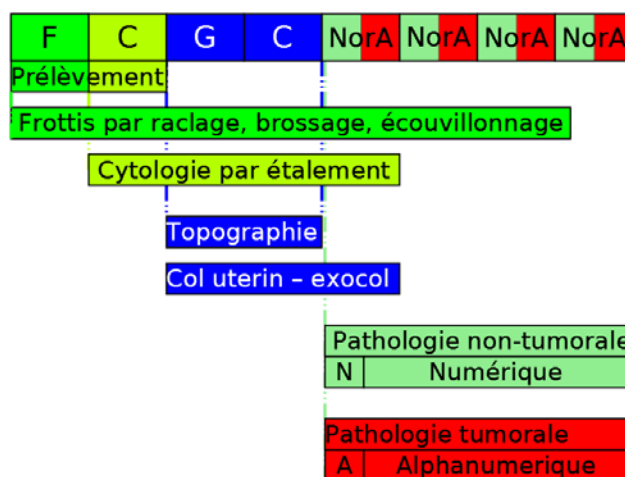 F C G C NorA NorA NorA NorA
Prélèvement
Frottis par raclage, brossage, écouvillonnage
Cytologie par étalement
Topographie
Col uterin – exocol
Pathologie non-tumorale
N Numérique
Pathologie tumorale
A Alphanumerique